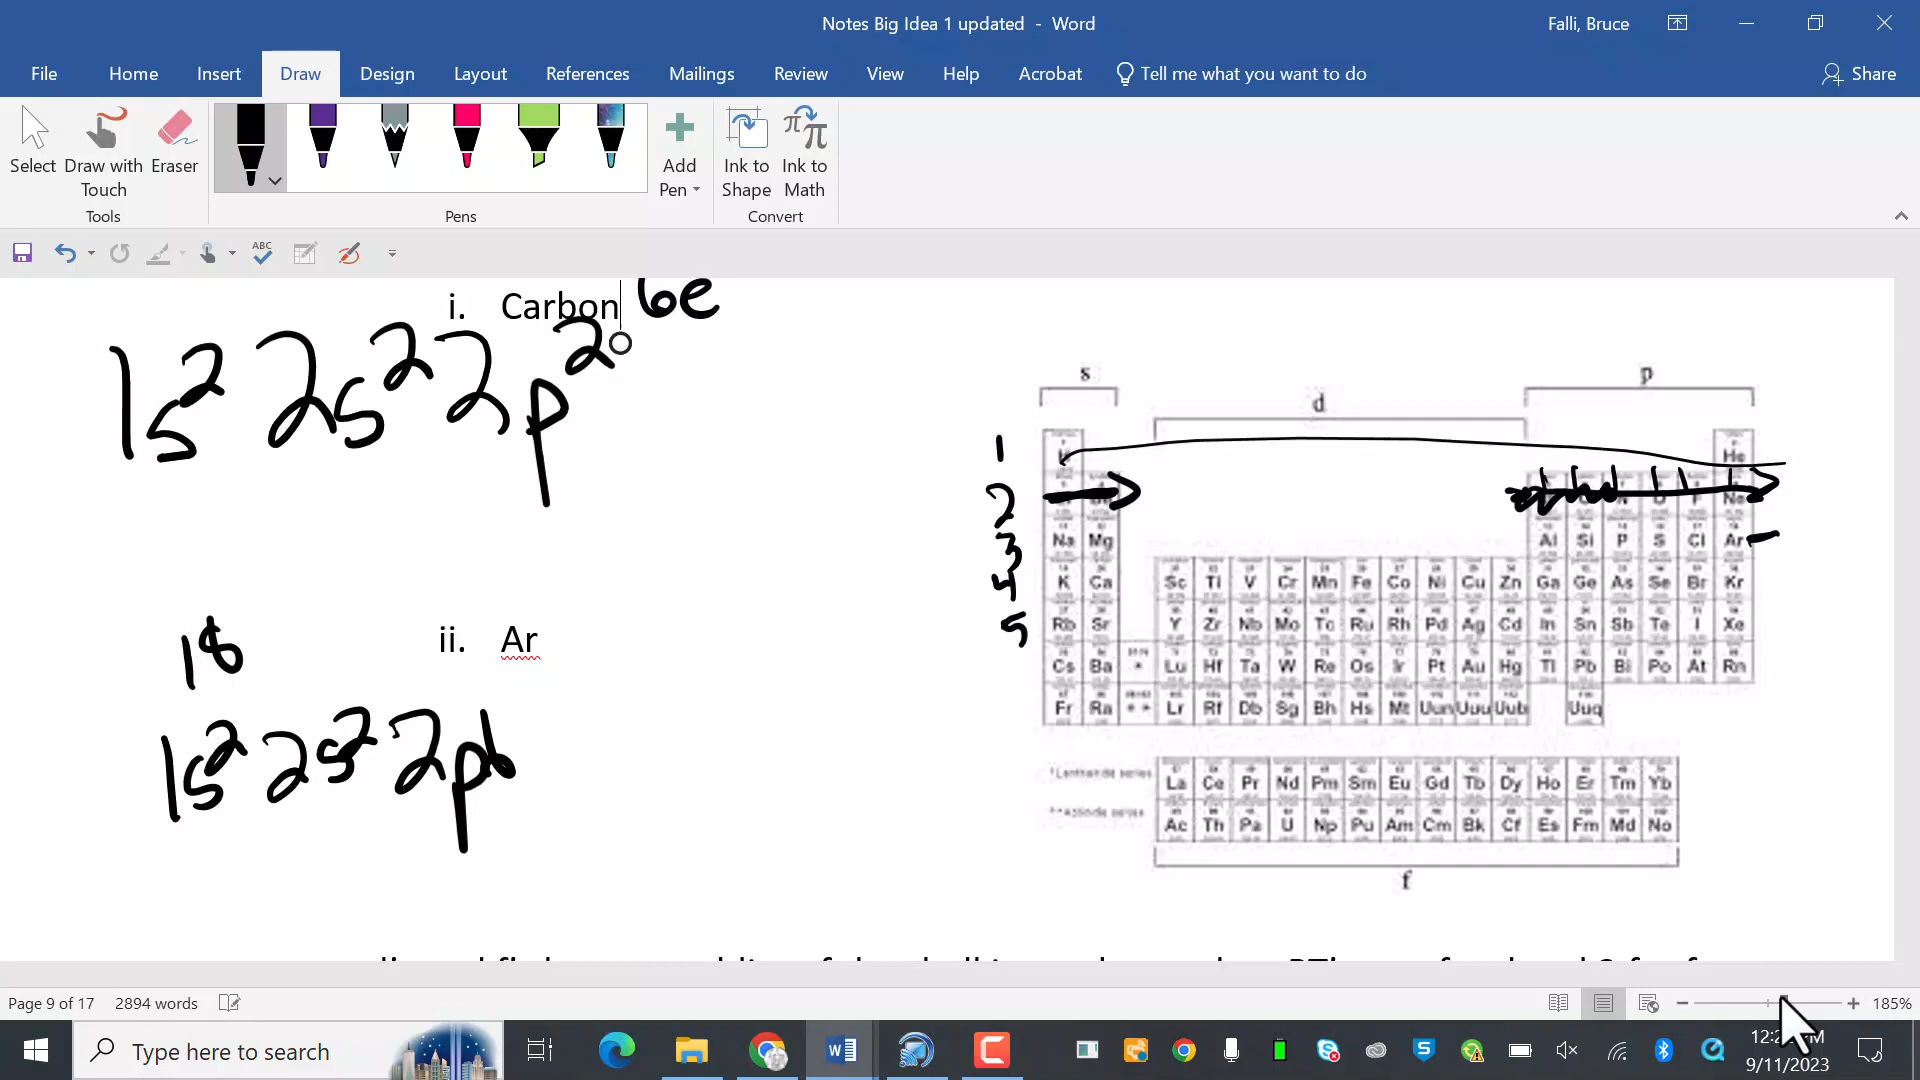 Notes Big Idea 1 updated - Word
Falli, Bruce
File Home Insert Draw Design Layout References Mailings Review View Help Acrobat Tell me what you want to do Share
Select Draw with Touch Eraser Add Pen Ink to Shape Ink to Math
Tools Pens Convert
ABC
i. Carbon 6e
1s² 2s² 2p²
s p
d
1 He
2
3 Na Mg Al Si P S Cl Ar
4 K Ca Sc Ti V Cr Mn Fe Co Ni Cu Zn Ga Ge As Se Br Kr
5 Rb Sr Y Zr Nb Mo Tc Ru Rh Pd Ag Cd In Sn Sb Te I Xe
Cs Ba * Lu Hf Ta W Re Os Ir Pt Au Hg Tl Pb Bi Po At Rn
Fr Ra * * Lr Rf Db Sg Bh Hs Mt Uun Uuu Uub Uuq
La Ce Pr Nd Pm Sm Eu Gd Tb Dy Ho Er Tm Yb
Ac Th Pa U Np Pu Am Cm Bk Cf Es Fm Md No
f
18 ii. Ar
1s² 2s² 2p6
Page 9 of 17 2894 words
185%
Type here to search
9/11/2023